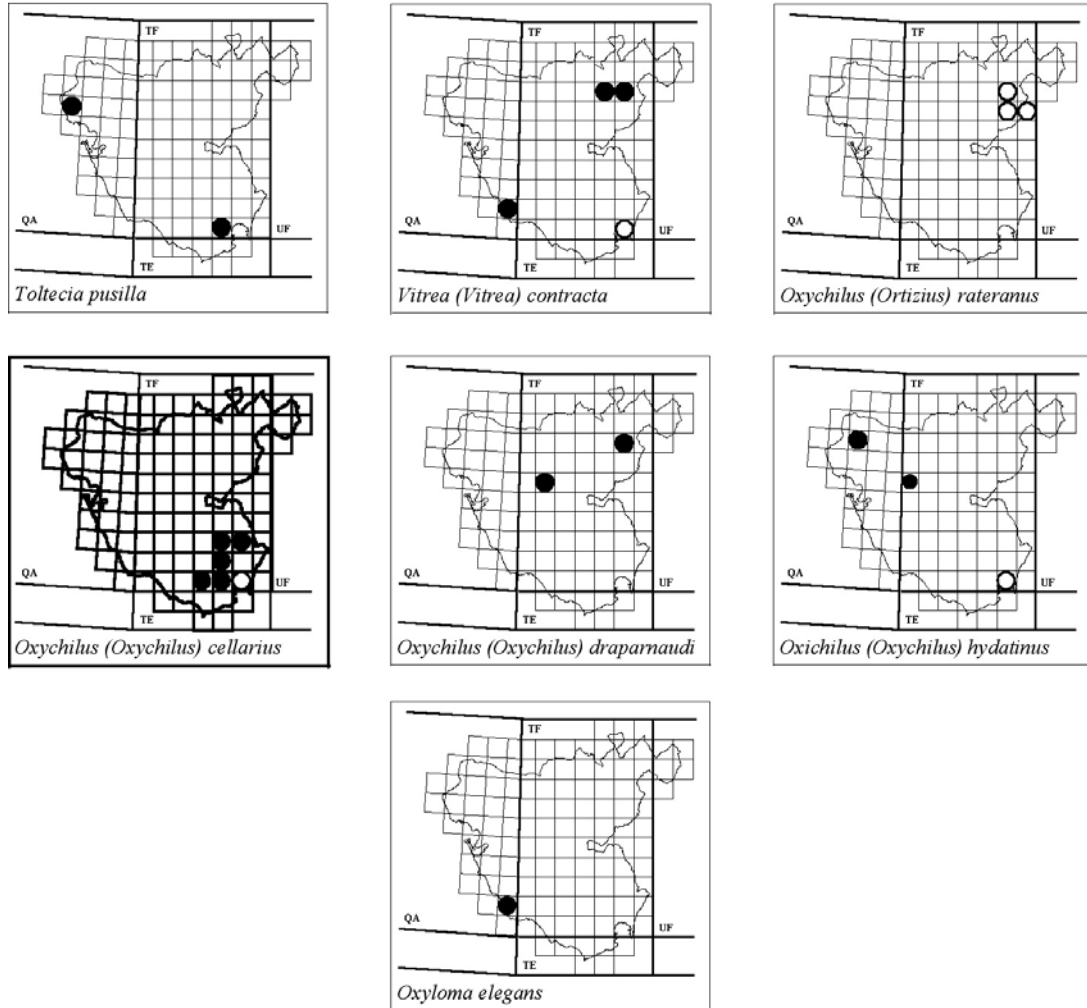 TF
QA
UF
TE
Toltecia pusilla
TF
QA
UF
TE
Vitrea (Vitrea) contracta
TF
QA
UF
TE
Oxychilus (Ortizius) rateranus
TF
QA
UF
TE
Oxychilus (Oxychilus) cellarius
TF
QA
UF
TE
Oxychilus (Oxychilus) draparnaudi
TF
QA
UF
TE
Oxichilus (Oxychilus) hydatinus
TF
QA
UF
TE
Oxyloma elegans